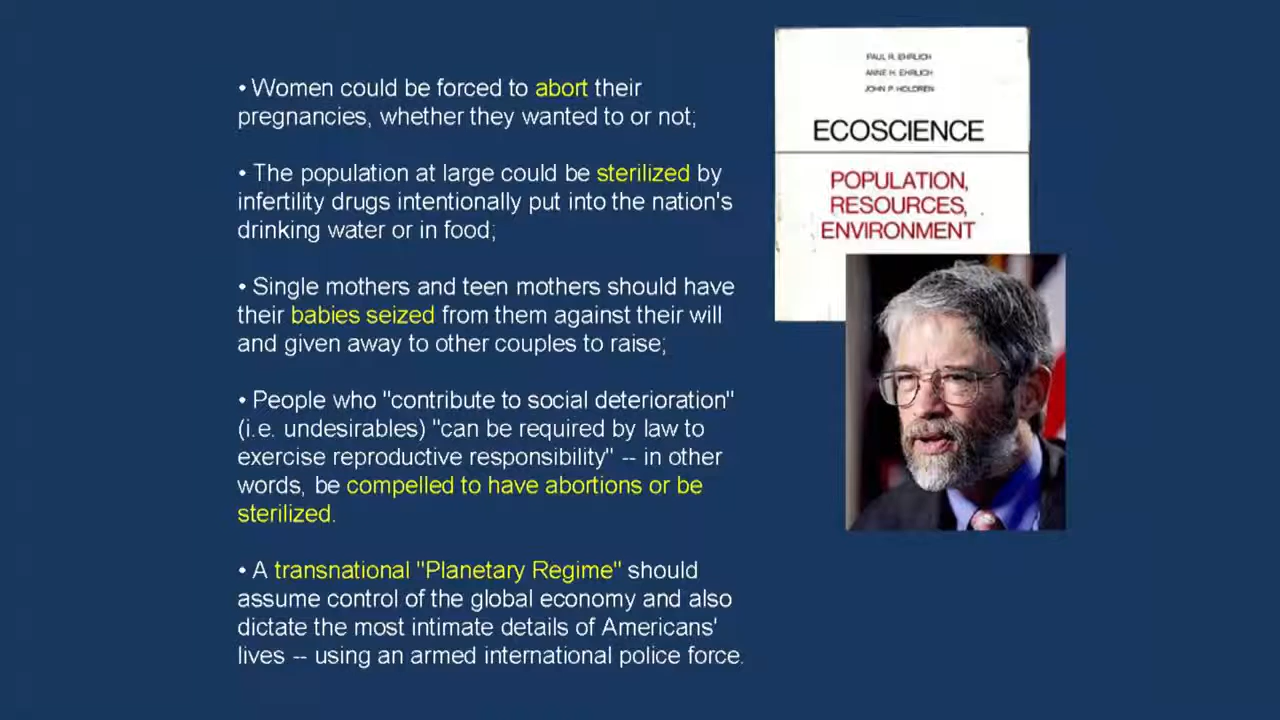 • Women could be forced to abort their
pregnancies, whether they wanted to or not;
• The population at large could be sterilized by
infertility drugs intentionally put into the nation's
drinking water or in food;
• Single mothers and teen mothers should have
their babies seized from them against their will
and given away to other couples to raise;
• People who "contribute to social deterioration"
(i.e. undesirables) "can be required by law to
exercise reproductive responsibility" -- in other
words, be compelled to have abortions or be
sterilized.
• A transnational "Planetary Regime" should
assume control of the global economy and also
dictate the most intimate details of Americans'
lives -- using an armed international police force.
PAUL R. EHRLICH
ANNE H. EHRLICH
JOHN P. HOLDREN
ECOSCIENCE
POPULATION,
RESOURCES,
ENVIRONMENT